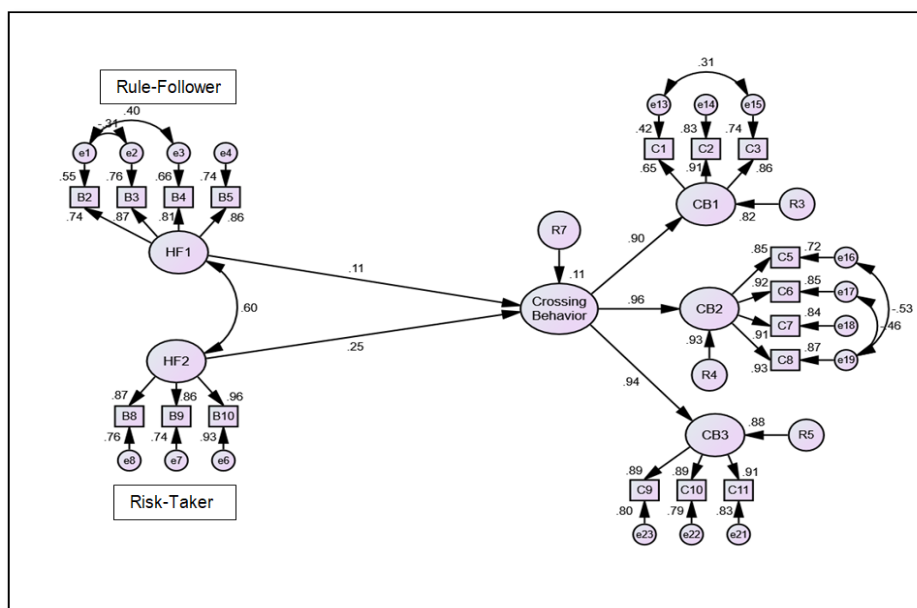 Rule-Follower
.40
-.31
e1
e2
e3
e4
.55
.76
.66
.74
B2
B3
B4
B5
.74
.87
.81
.86
HF1
.60
HF2
.87
.86
.96
B8
B9
B10
.76
.74
.93
e8
e7
e6
Risk-Taker
.11
.25
R7
.11
Crossing
Behavior
.90
.96
.94
.31
e13
e14
e15
.42
.83
.74
C1
C2
C3
.65
.91
.86
CB1
.82
R3
.85
C5
.72
e16
.92
C6
.85
e17
CB2
-.53
-.46
C7
.84
e18
.91
.93
C8
.87
e19
.93
R4
CB3
.88
R5
.89
.89
.91
C9
C10
C11
.80
.79
.83
e23
e22
e21